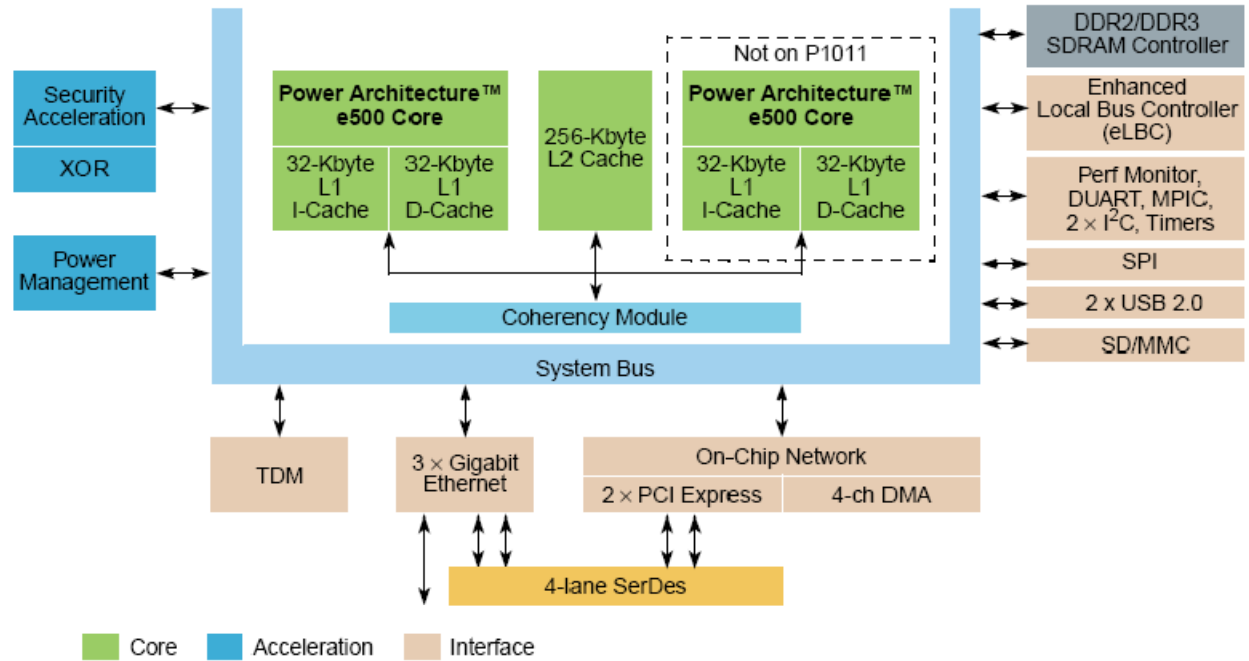 DDR2/DDR3
SDRAM Controller
Not on P1011
Security
Acceleration
XOR
Power Architecture™
e500 Core
32-Kbyte
L1
I-Cache
32-Kbyte
L1
D-Cache
256-Kbyte
L2 Cache
Power Architecture™
e500 Core
32-Kbyte
L1
I-Cache
32-Kbyte
L1
D-Cache
Enhanced
Local Bus Controller
(eLBC)
Perf Monitor,
DUART, MPIC,
2 × I²C, Timers
Power
Management
SPI
2 x USB 2.0
Coherency Module
SD/MMC
System Bus
TDM
3 × Gigabit
Ethernet
On-Chip Network
2 × PCI Express
4-ch DMA
4-lane SerDes
Core
Acceleration
Interface